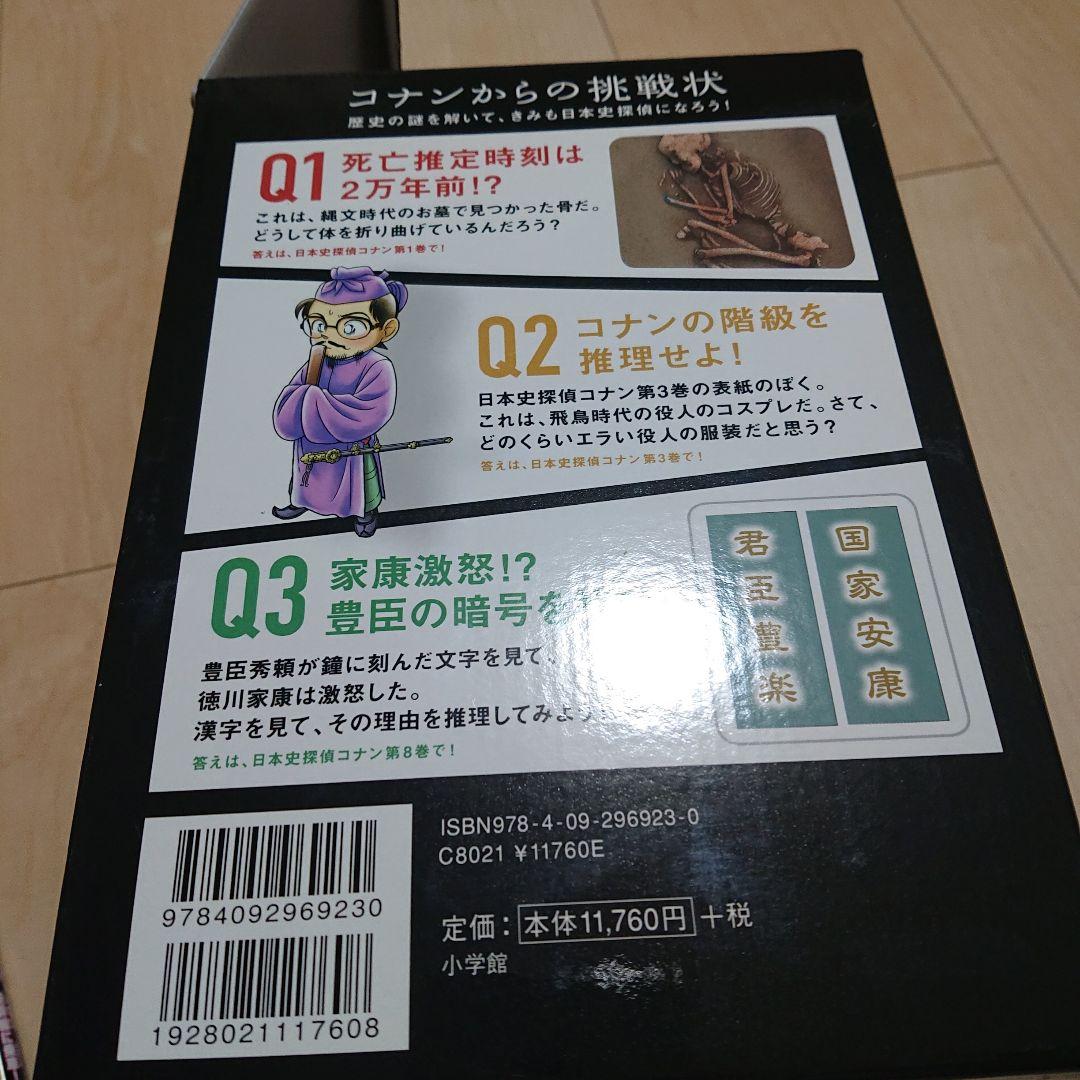 コナンからの挑戦状
歴史の謎を解いて、きみも日本史探偵になろう!
Q1 死亡推定時刻は
2万年前!?
これは、縄文時代のお墓で見つかった骨だ。
どうして体を折り曲げているんだろう?
答えは、日本史探偵コナン第1巻で!
Q2 コナンの階級を
推理せよ!
日本史探偵コナン第3巻の表紙のぼく。
これは、飛鳥時代の役人のコスプレだ。さて、
どのくらいエラい役人の服装だと思う?
答えは、日本史探偵コナン第3巻で!
Q3 家康激怒!?
豊臣の暗号を
豊臣秀頼が鐘に刻んだ文字を見て、
徳川家康は激怒した。
漢字を見て、その理由を推理してみよう
答えは、日本史探偵コナン第8巻で!
国家安康
君臣豊楽
ISBN978-4-09-296923-0
C8021 ¥11760E
定価:本体11,760円+税
小学館
9784092969230
1928021117608